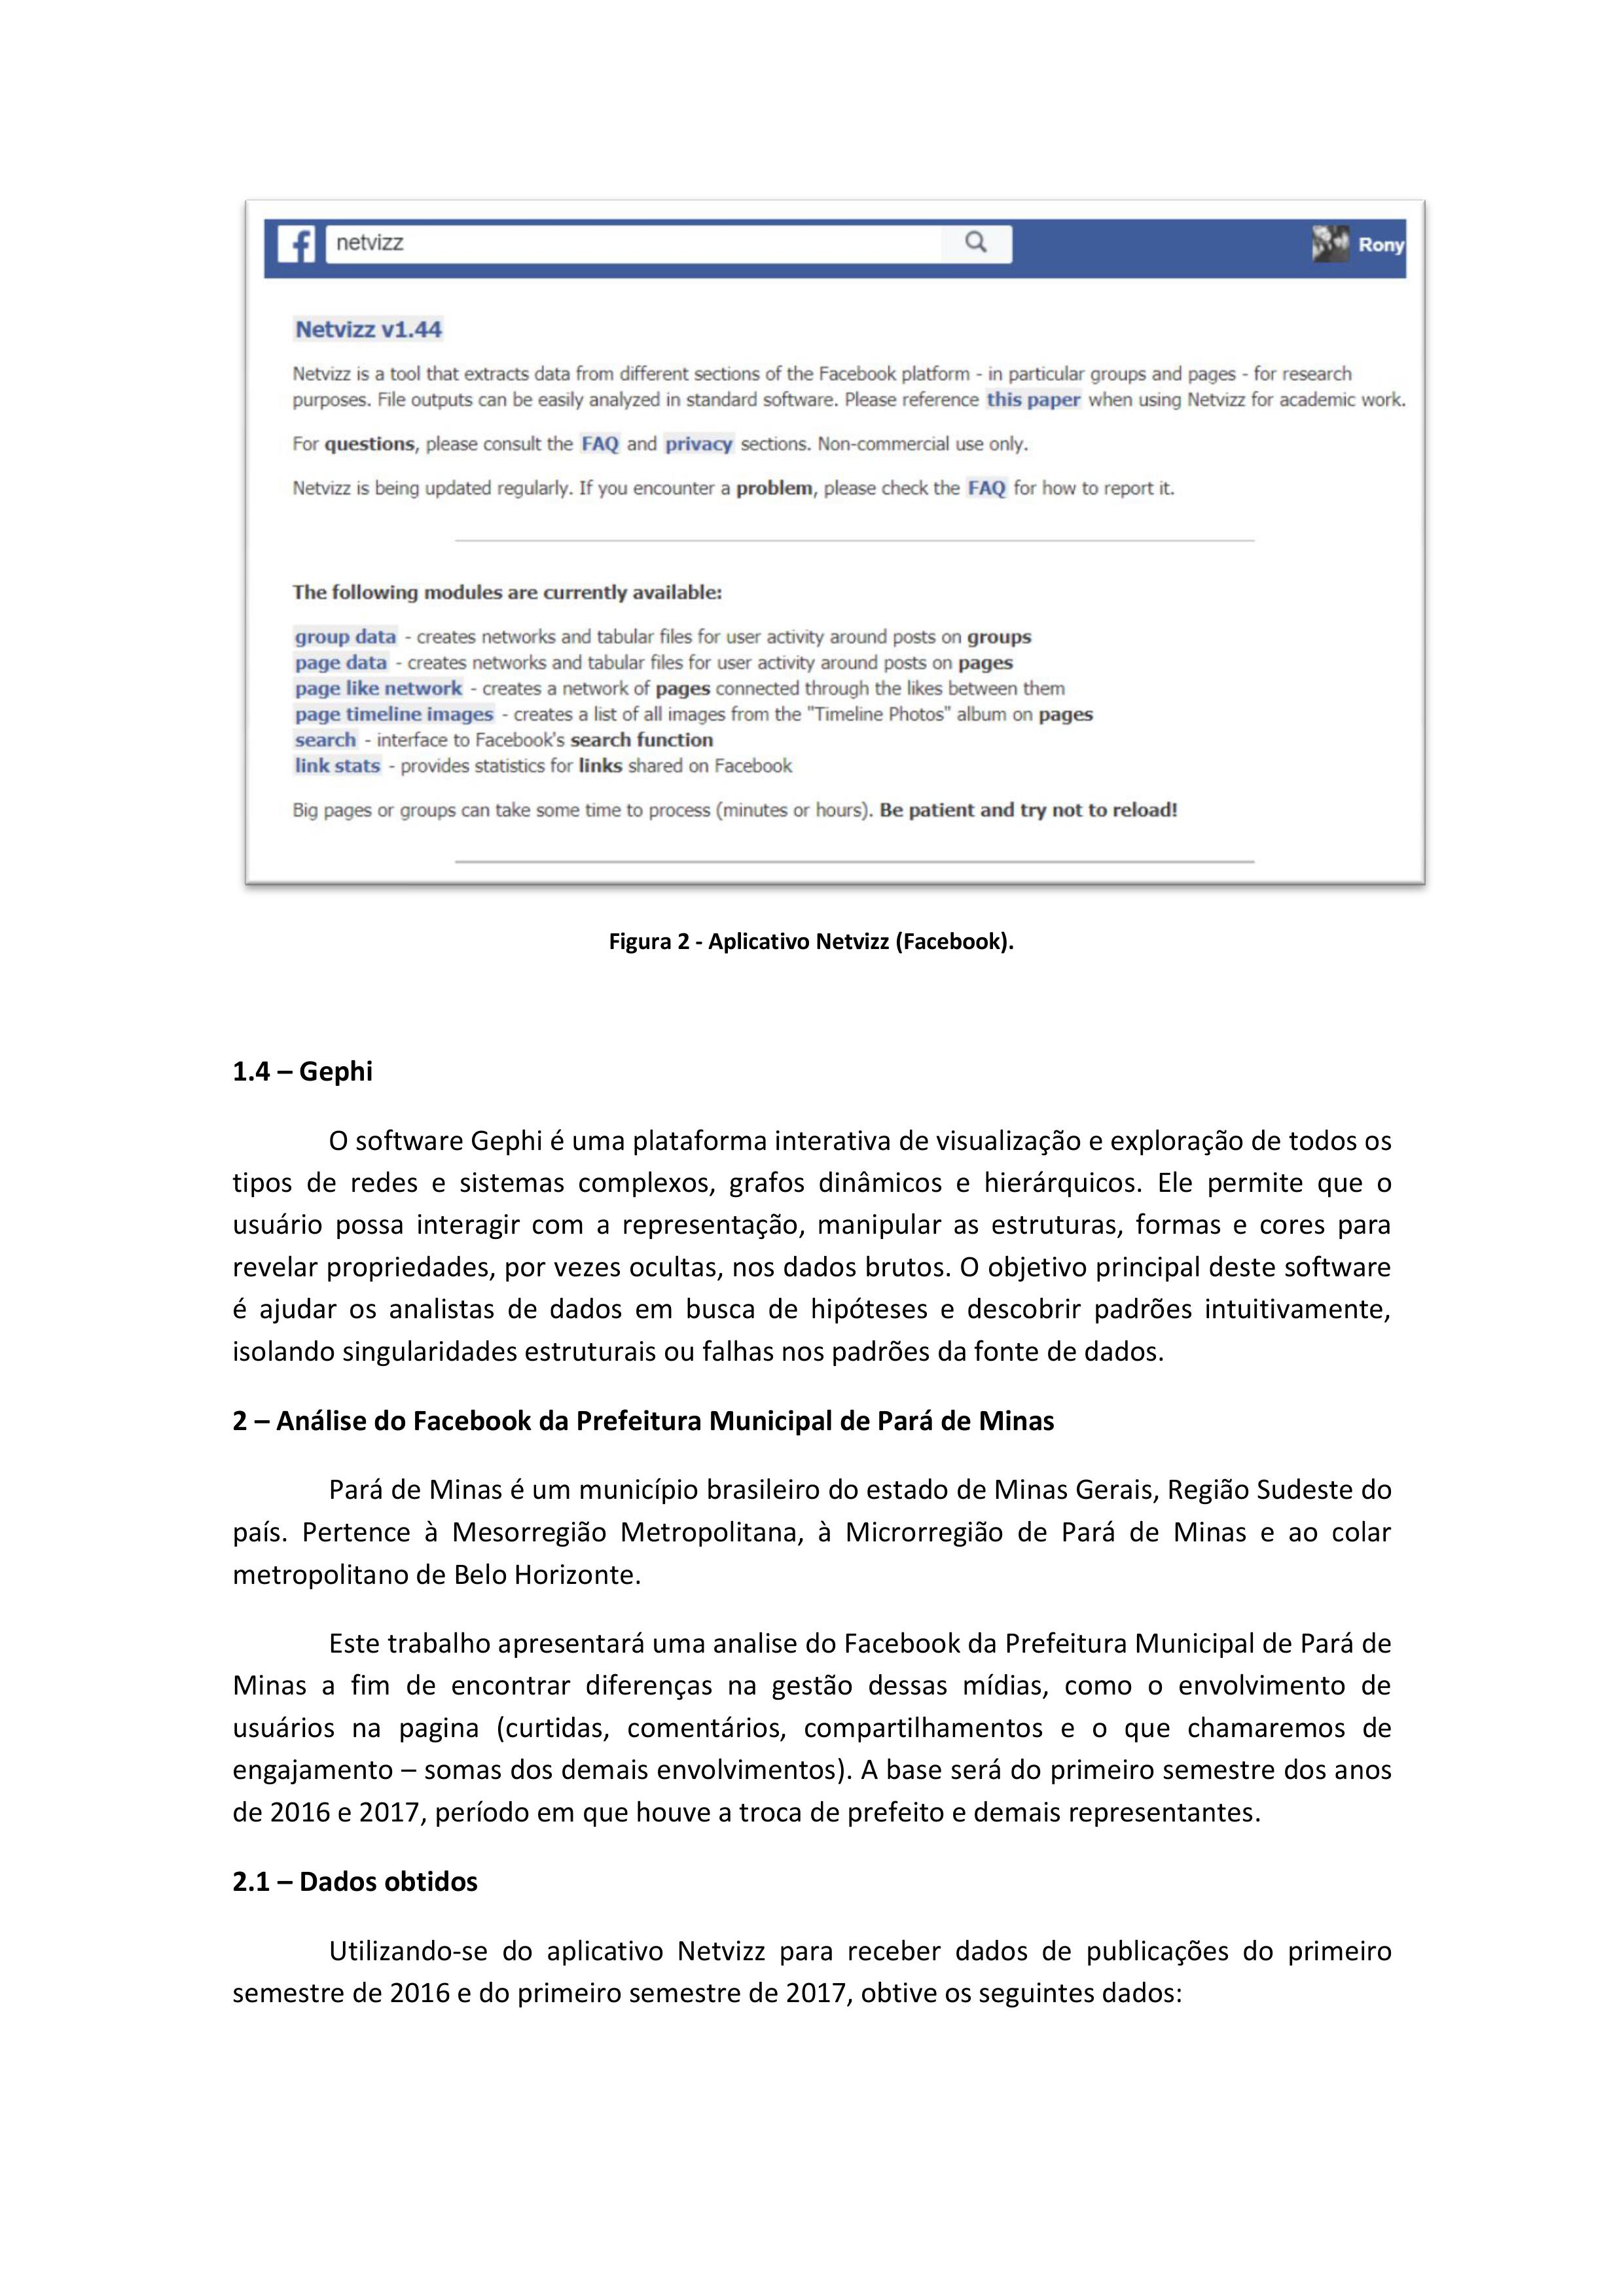 netvizz
Rony
Netvizz v1.44
Netvizz is a tool that extracts data from different sections of the Facebook platform - in particular groups and pages - for research
purposes. File outputs can be easily analyzed in standard software. Please reference this paper when using Netvizz for academic work.
For questions, please consult the FAQ and privacy sections. Non-commercial use only.
Netvizz is being updated regularly. If you encounter a problem, please check the FAQ for how to report it.
The following modules are currently available:
group data - creates networks and tabular files for user activity around posts on groups
page data - creates networks and tabular files for user activity around posts on pages
page like network - creates a network of pages connected through the likes between them
page timeline images - creates a list of all images from the "Timeline Photos" album on pages
search - interface to Facebook's search function
link stats - provides statistics for links shared on Facebook
Big pages or groups can take some time to process (minutes or hours). Be patient and try not to reload!
Figura 2 - Aplicativo Netvizz (Facebook).
1.4 – Gephi
O software Gephi é uma plataforma interativa de visualização e exploração de todos os
tipos de redes e sistemas complexos, grafos dinâmicos e hierárquicos. Ele permite que o
usuário possa interagir com a representação, manipular as estruturas, formas e cores para
revelar propriedades, por vezes ocultas, nos dados brutos. O objetivo principal deste software
é ajudar os analistas de dados em busca de hipóteses e descobrir padrões intuitivamente,
isolando singularidades estruturais ou falhas nos padrões da fonte de dados.
2 – Análise do Facebook da Prefeitura Municipal de Pará de Minas
Pará de Minas é um município brasileiro do estado de Minas Gerais, Região Sudeste do
país. Pertence à Mesorregião Metropolitana, à Microrregião de Pará de Minas e ao colar
metropolitano de Belo Horizonte.
Este trabalho apresentará uma analise do Facebook da Prefeitura Municipal de Pará de
Minas a fim de encontrar diferenças na gestão dessas mídias, como o envolvimento de
usuários na pagina (curtidas, comentários, compartilhamentos e o que chamaremos de
engajamento – somas dos demais envolvimentos). A base será do primeiro semestre dos anos
de 2016 e 2017, período em que houve a troca de prefeito e demais representantes.
2.1 – Dados obtidos
Utilizando-se do aplicativo Netvizz para receber dados de publicações do primeiro
semestre de 2016 e do primeiro semestre de 2017, obtive os seguintes dados: